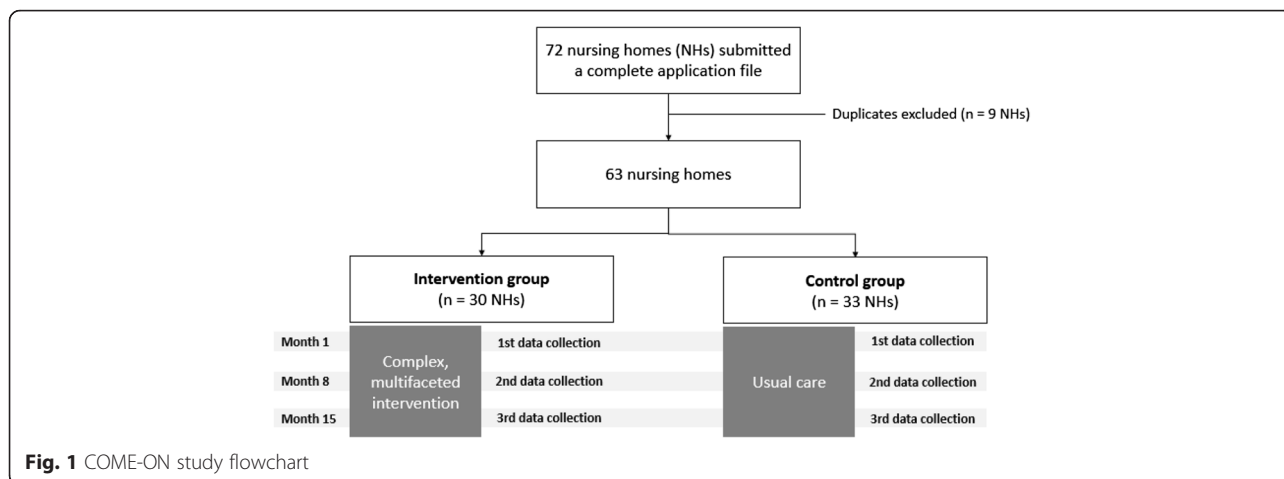 72 nursing homes (NHs) submitted
a complete application file
Duplicates excluded (n = 9 NHs)
63 nursing homes
Intervention group
(n = 30 NHs)
Control group
(n = 33 NHs)
Month 1
Month 8
Month 15
Complex,
multifaceted
intervention
1st data collection
2nd data collection
3rd data collection
Usual care
1st data collection
2nd data collection
3rd data collection
Fig. 1 COME-ON study flowchart